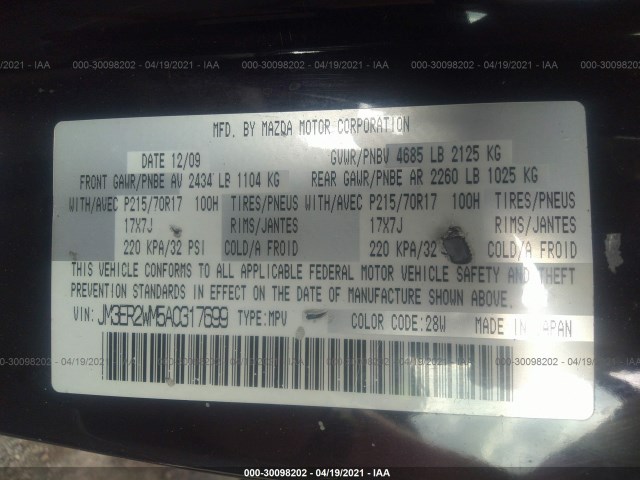 4/19/2021 - IAA 000-30098202 - 04/19/2021 - IAA 000-30098202 - 04/19/2021 - IAA
MFD. BY MAZDA MOTOR CORPORATION
DATE 12/09 GVWR/PNBV 4685 LB 2125 KG
FRONT GAWR/PNBE AV 2434 LB 1104 KG REAR GAWR/PNBE AR 2260 LB 1025 KG
WITH/AVEC P215/70R17 100H TIRES/PNEUS WITH/AVEC P215/70R17 100H TIRES/PNEUS
17X7J RIMS/JANTES 17X7J RIMS/JANTES
220 KPA/32 PSI COLD/A FROID 220 KPA/32 COLD/A FROID
THIS VEHICLE CONFORMS TO ALL APPLICABLE FEDERAL MOTOR VEHICLE SAFETY AND THEFT
PREVENTION STANDARDS IN EFFECT ON THE DATE OF MANUFACTURE SHOWN ABOVE.
VIN: JM3ER2WM5A0317699 TYPE:MPV COLOR CODE:28W MADE IN JAPAN
4/19/2021 - IAA 000-30098202 - 04/19/2021 - IAA 000-30098202 - 04/19/2021 - IAA
000-30098202 - 04/19/2021 - IAA